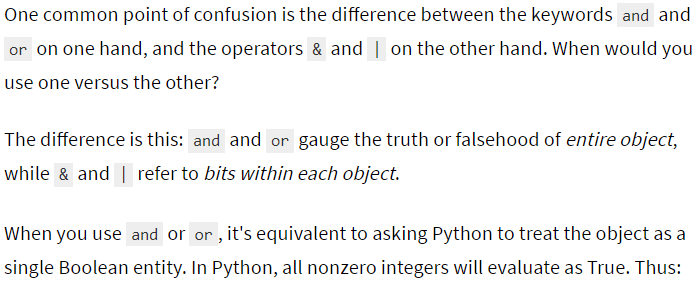 One common point of confusion is the difference between the keywords and and
or on one hand, and the operators & and | on the other hand. When would you
use one versus the other?
The difference is this: and and or gauge the truth or falsehood of entire object,
while & and | refer to bits within each object.
When you use and or or , it's equivalent to asking Python to treat the object as a
single Boolean entity. In Python, all nonzero integers will evaluate as True. Thus: